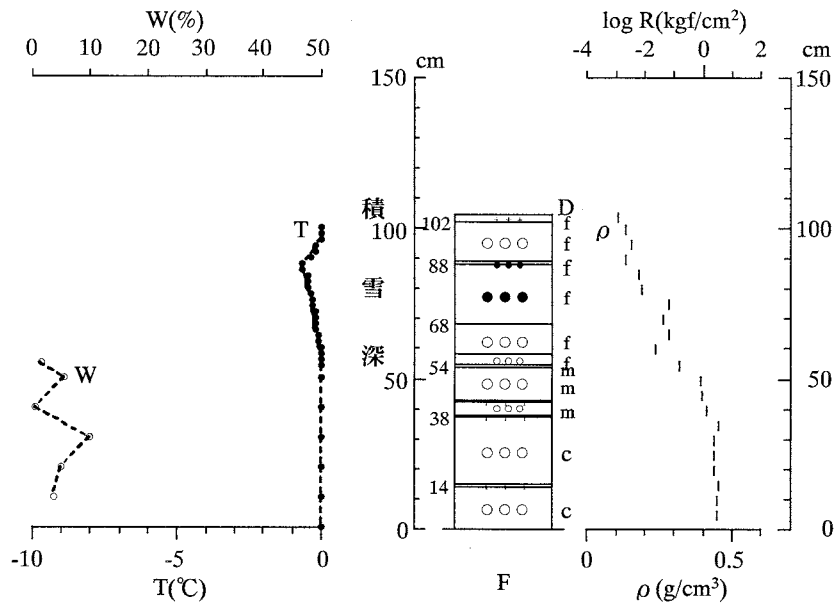 W(%)
0 10 20 30 40 50
cm
150
100
50
0
T
W
-10 -5 0
T(℃)
積
雪
深
102
88
68
54
38
14
D
f
f
f
f
f
f
m
m
m
c
c
F
log R(kgf/cm²)
-4 -2 0 2
cm
150
100
50
0
ρ
0 0.5
ρ (g/cm³)